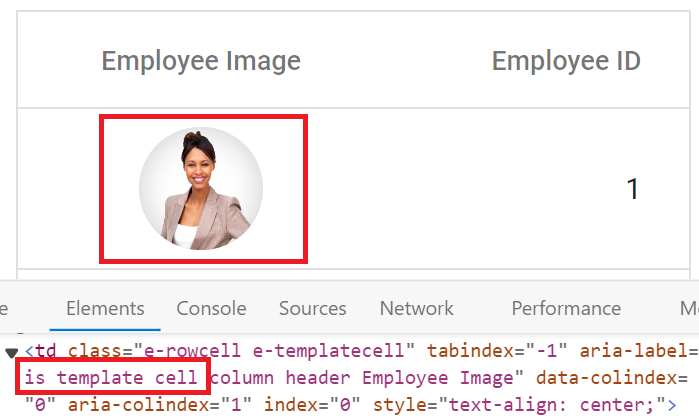 Employee Image Employee ID
1
Elements Console Sources Network Performance
<td class="e-rowcell e-templatecell" tabindex="-1" aria-label=
is template cell column header Employee Image" data-colindex=
"0" aria-colindex="1" index="0" style="text-align: center;">